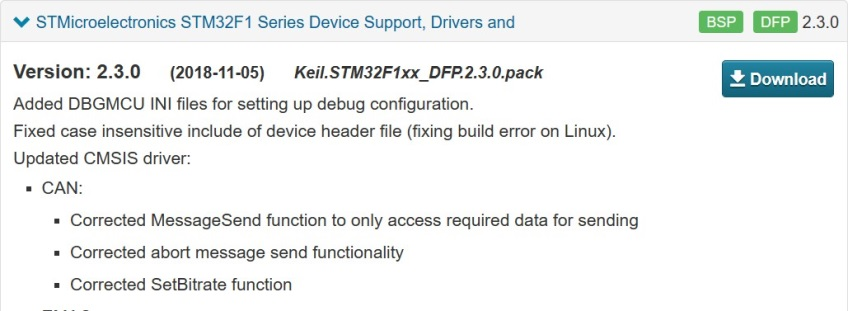 STMicroelectronics STM32F1 Series Device Support, Drivers and
BSP DFP 2.3.0
Version: 2.3.0 (2018-11-05) Keil.STM32F1xx_DFP.2.3.0.pack
Download
Added DBGMCU INI files for setting up debug configuration.
Fixed case insensitive include of device header file (fixing build error on Linux).
Updated CMSIS driver:
CAN:
Corrected MessageSend function to only access required data for sending
Corrected abort message send functionality
Corrected SetBitrate function